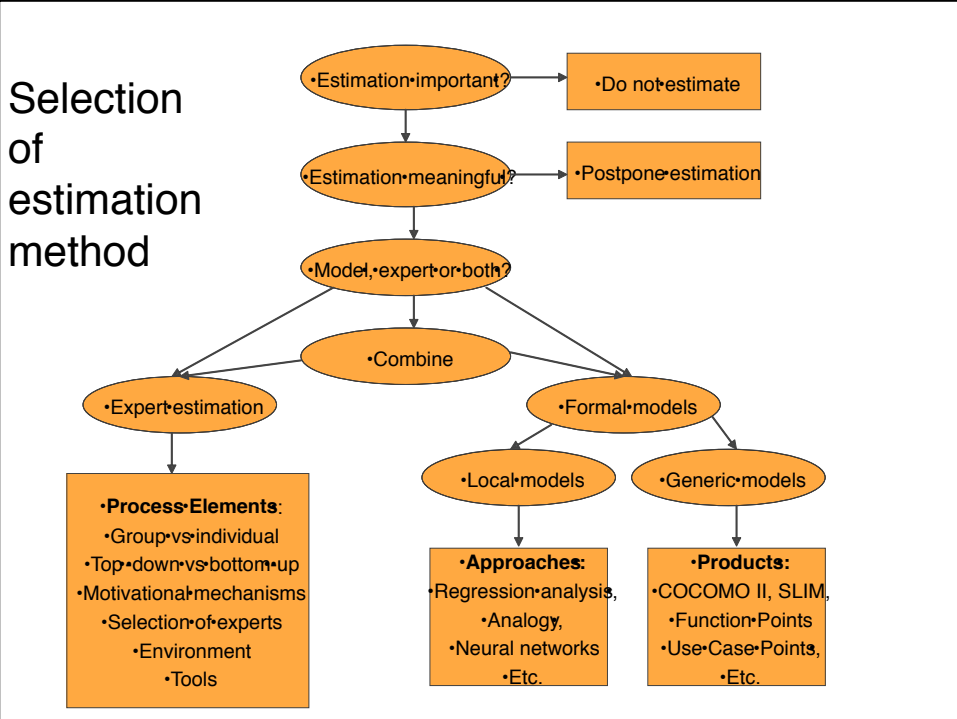 Selection
of
estimation
method
•Estimation•important?
•Do not•estimate
•Estimation•meaningful?
•Postpone•estimation
•Model,•expert•or•both?
•Combine
•Expert•estimation
•Formal•models
•Local•models
•Generic•models
•Process•Elements:
•Group•vs•individual
•Top-•down•vs•bottom-•up
•Motivational•mechanisms
•Selection•of•experts
•Environment
•Tools
•Approaches:
•Regression•analysis,
•Analogy,
•Neural networks
•Etc.
•Products:
•COCOMO II, SLIM,
•Function•Points
•Use•Case•Points,
•Etc.